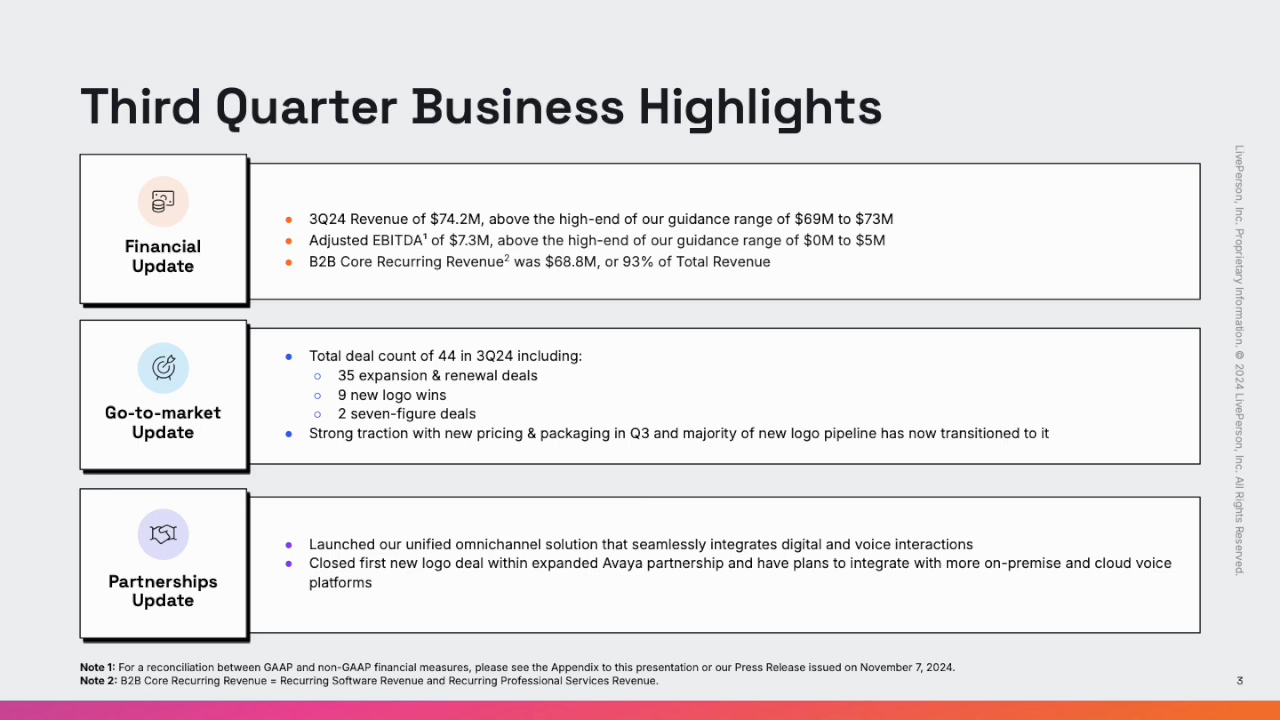 Third Quarter Business Highlights
Financial
Update
● 3Q24 Revenue of $74.2M, above the high-end of our guidance range of $69M to $73M
● Adjusted EBITDA¹ of $7.3M, above the high-end of our guidance range of $0M to $5M
● B2B Core Recurring Revenue² was $68.8M, or 93% of Total Revenue
Go-to-market
Update
● Total deal count of 44 in 3Q24 including:
○ 35 expansion & renewal deals
○ 9 new logo wins
○ 2 seven-figure deals
● Strong traction with new pricing & packaging in Q3 and majority of new logo pipeline has now transitioned to it
Partnerships
Update
● Launched our unified omnichannel solution that seamlessly integrates digital and voice interactions
● Closed first new logo deal within expanded Avaya partnership and have plans to integrate with more on-premise and cloud voice
platforms
Note 1: For a reconciliation between GAAP and non-GAAP financial measures, please see the Appendix to this presentation or our Press Release issued on November 7, 2024.
Note 2: B2B Core Recurring Revenue = Recurring Software Revenue and Recurring Professional Services Revenue.
3
LivePerson, Inc. Proprietary Information. © 2024 LivePerson, Inc. All Rights Reserved.